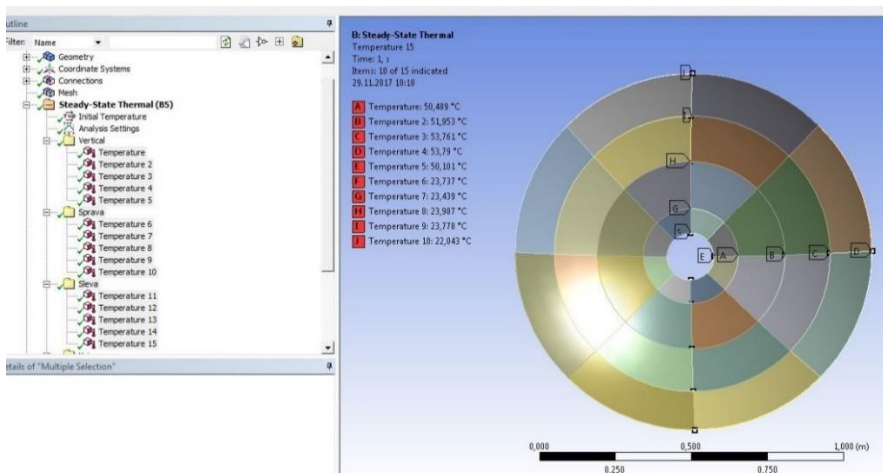 Outline
Filter: Name
Geometry
Coordinate Systems
Connections
Mesh
Steady-State Thermal (B5)
Initial Temperature
Analysis Settings
Vertical
Temperature
Temperature 2
Temperature 3
Temperature 4
Temperature 5
Sprava
Temperature 6
Temperature 7
Temperature 8
Temperature 9
Temperature 10
Sleva
Temperature 11
Temperature 12
Temperature 13
Temperature 14
Temperature 15
etails of "Multiple Selection"
B: Steady-State Thermal
Temperature 15
Time: 1, s
Items: 10 of 15 indicated
29.11.2017 10:18
A Temperature: 50,489 °C
B Temperature 2: 51,953 °C
C Temperature 3: 53,761 °C
D Temperature 4: 53,79 °C
E Temperature 5: 50,101 °C
F Temperature 6: 23,737 °C
G Temperature 7: 23,439 °C
H Temperature 8: 23,987 °C
I Temperature 9: 23,778 °C
J Temperature 10: 22,043 °C
H
G
E A B C D
0,000 0,500 1,000 (m)
0,250 0,750